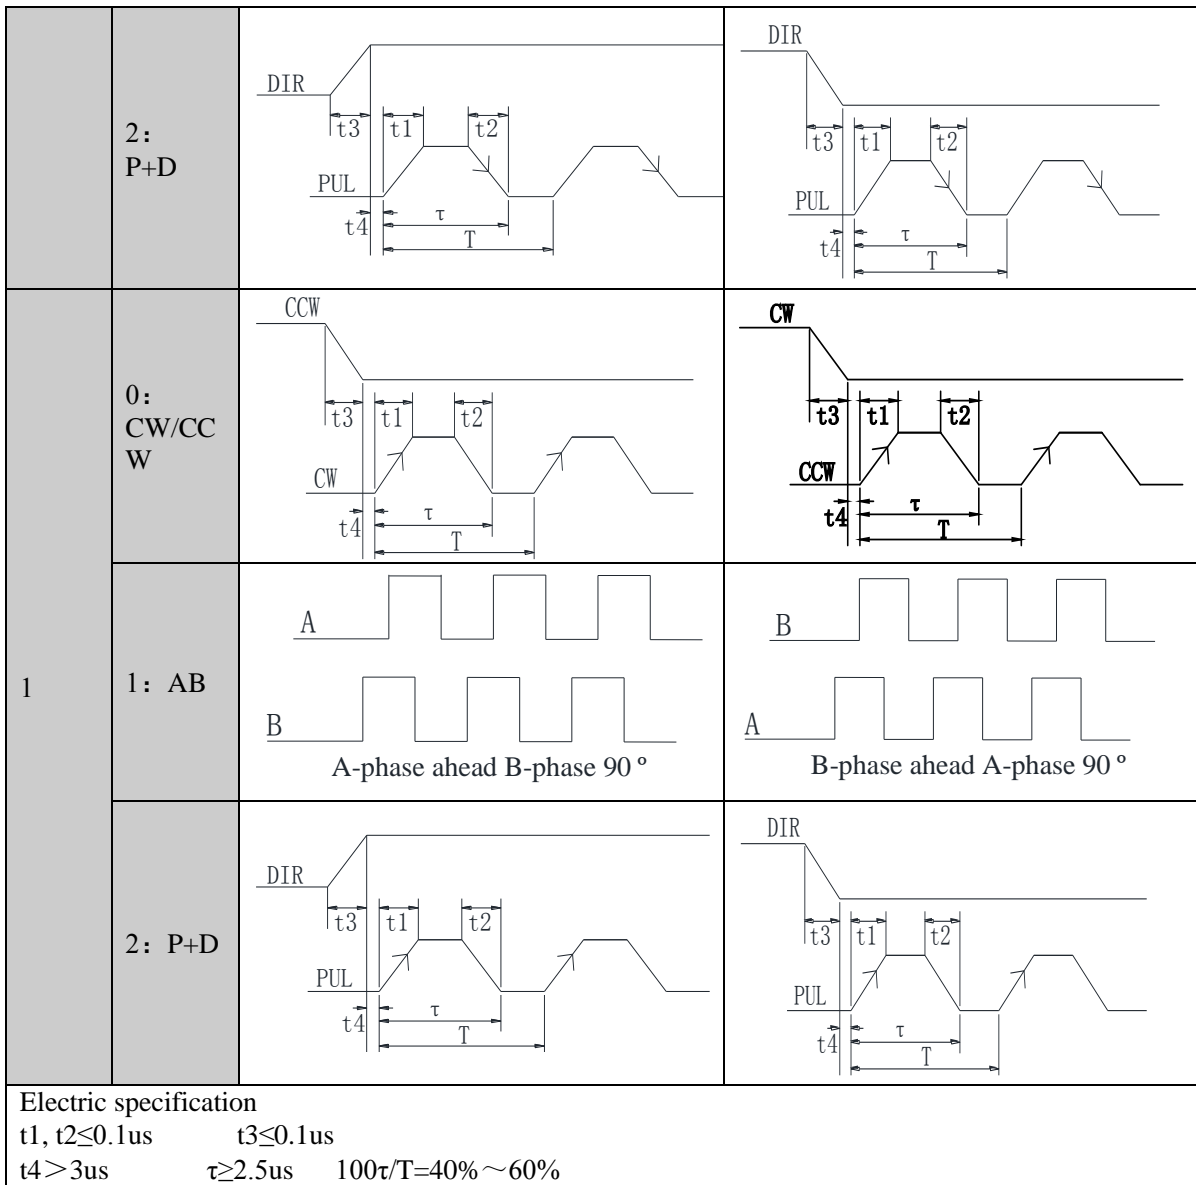 2:
P+D
DIR
t3 t1 t2
PUL
t4 τ
T
DIR
t3 t1 t2
PUL
t4 τ
T
1
0:
CW/CC
W
CCW
t3 t1 t2
CW
t4 τ
T
CW
t3 t1 t2
CCW
t4 τ
T
1: AB
A
B
A-phase ahead B-phase 90 º
B
A
B-phase ahead A-phase 90 º
2: P+D
DIR
t3 t1 t2
PUL
t4 τ
T
DIR
t3 t1 t2
PUL
t4 τ
T
Electric specification
t1, t2≤0.1us t3≤0.1us
t4＞3us τ≥2.5us 100τ/T=40%～60%